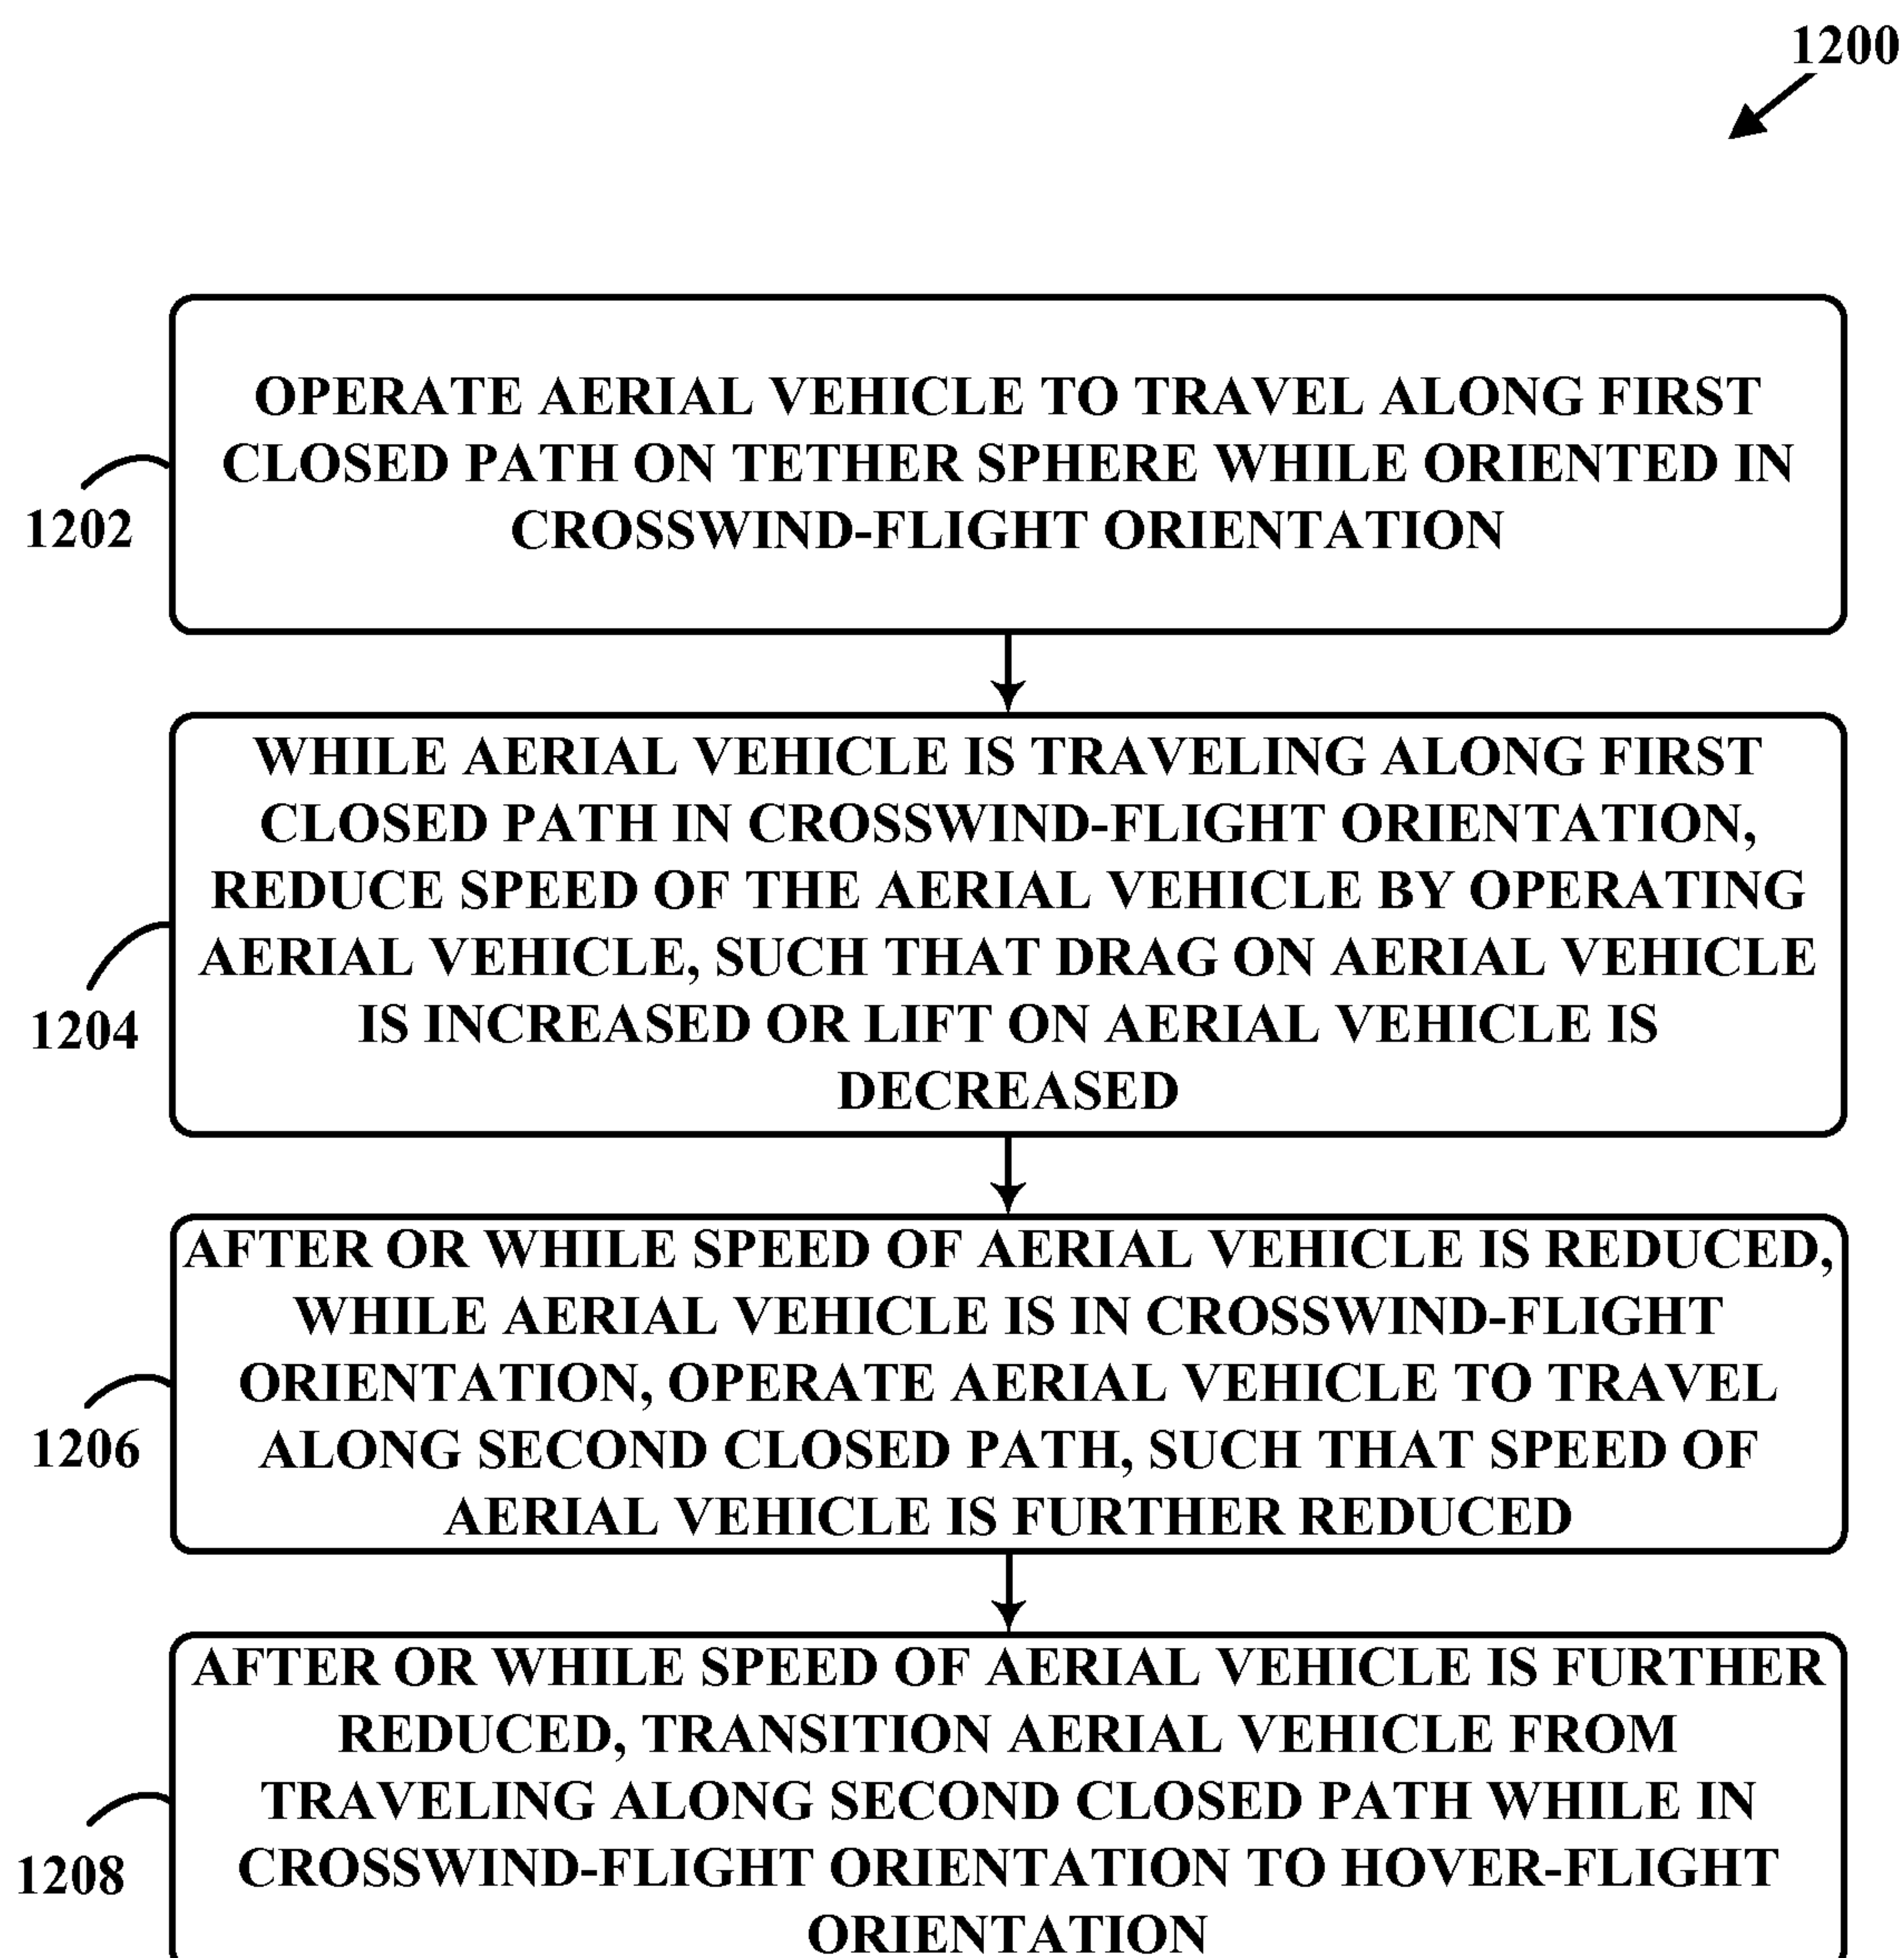 1200
OPERATE AERIAL VEHICLE TO TRAVEL ALONG FIRST
CLOSED PATH ON TETHER SPHERE WHILE ORIENTED IN
CROSSWIND-FLIGHT ORIENTATION
1202
WHILE AERIAL VEHICLE IS TRAVELING ALONG FIRST
CLOSED PATH IN CROSSWIND-FLIGHT ORIENTATION,
REDUCE SPEED OF THE AERIAL VEHICLE BY OPERATING
AERIAL VEHICLE, SUCH THAT DRAG ON AERIAL VEHICLE
IS INCREASED OR LIFT ON AERIAL VEHICLE IS
DECREASED
1204
AFTER OR WHILE SPEED OF AERIAL VEHICLE IS REDUCED,
WHILE AERIAL VEHICLE IS IN CROSSWIND-FLIGHT
ORIENTATION, OPERATE AERIAL VEHICLE TO TRAVEL
ALONG SECOND CLOSED PATH, SUCH THAT SPEED OF
AERIAL VEHICLE IS FURTHER REDUCED
1206
AFTER OR WHILE SPEED OF AERIAL VEHICLE IS FURTHER
REDUCED, TRANSITION AERIAL VEHICLE FROM
TRAVELING ALONG SECOND CLOSED PATH WHILE IN
CROSSWIND-FLIGHT ORIENTATION TO HOVER-FLIGHT
ORIENTATION
1208